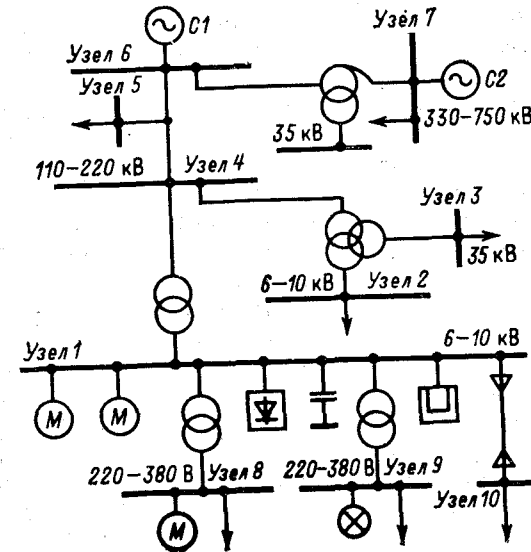 С1
Узел 7
Узел 6
Узел 5
С2
330–750 кВ
35 кВ
110–220 кВ
Узел 4
Узел 3
35 кВ
6–10 кВ
Узел 2
Узел 1
6–10 кВ
М
М
220–380 В
Узел 8
220–380 В
Узел 9
Узел 10
М